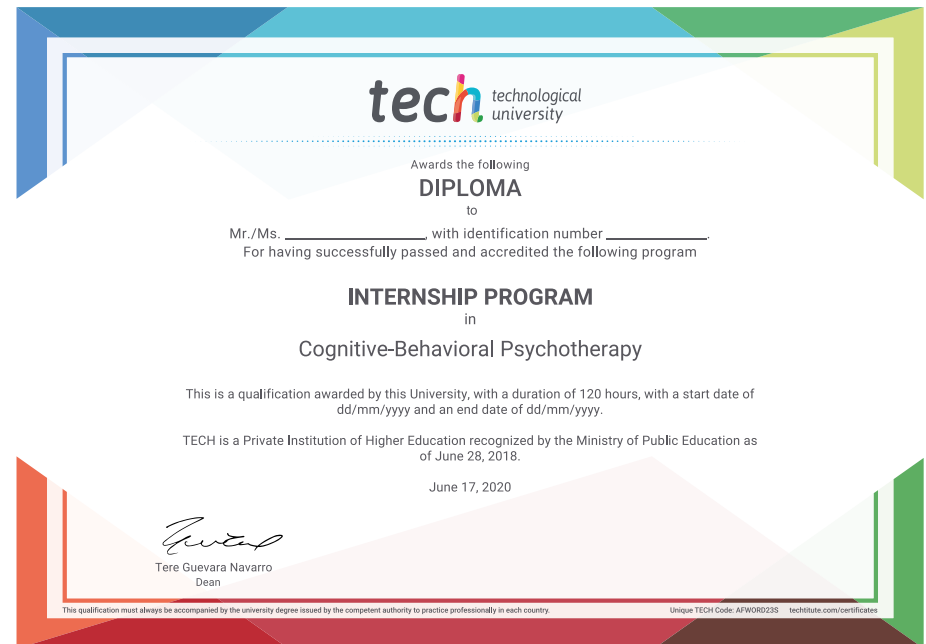 tech technological
university
Awards the following
DIPLOMA
to
Mr./Ms. ____________________, with identification number ______________.
For having successfully passed and accredited the following program
INTERNSHIP PROGRAM
in
Cognitive-Behavioral Psychotherapy
This is a qualification awarded by this University, with a duration of 120 hours, with a start date of
dd/mm/yyyy and an end date of dd/mm/yyyy.
TECH is a Private Institution of Higher Education recognized by the Ministry of Public Education as
of June 28, 2018.
June 17, 2020
Tere Guevara Navarro
Dean
This qualification must always be accompanied by the university degree issued by the competent authority to practice professionally in each country. Unique TECH Code: AFWORD23S techtitute.com/certificates